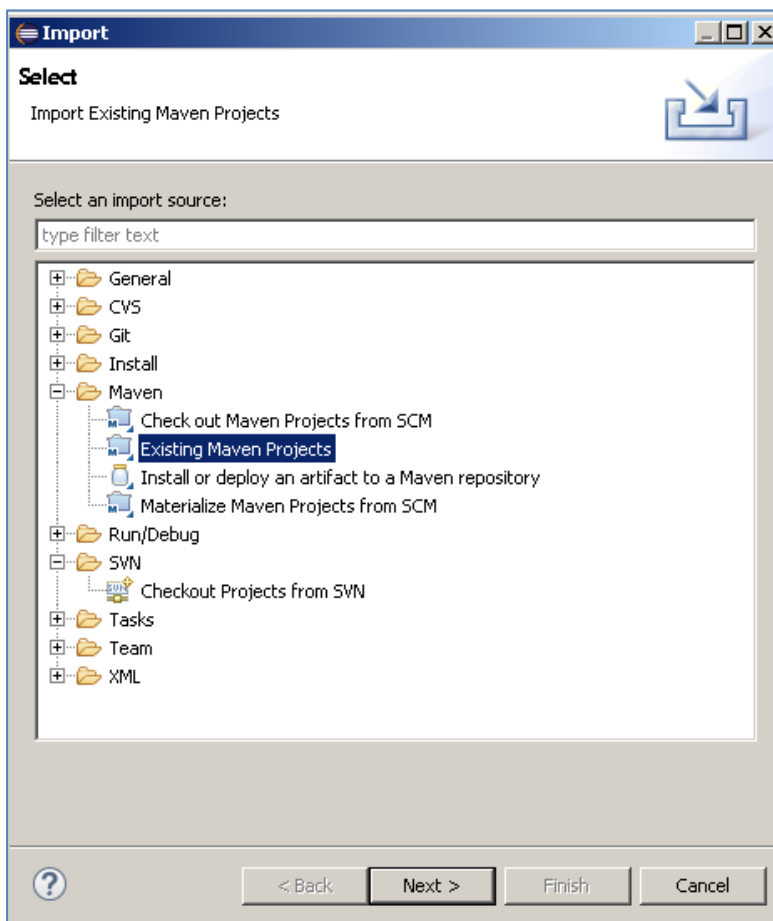 Import
Select
Import Existing Maven Projects
Select an import source:
type filter text
General
CVS
Git
Install
Maven
Check out Maven Projects from SCM
Existing Maven Projects
Install or deploy an artifact to a Maven repository
Materialize Maven Projects from SCM
Run/Debug
SVN
Checkout Projects from SVN
Tasks
Team
XML
? < Back Next > Finish Cancel